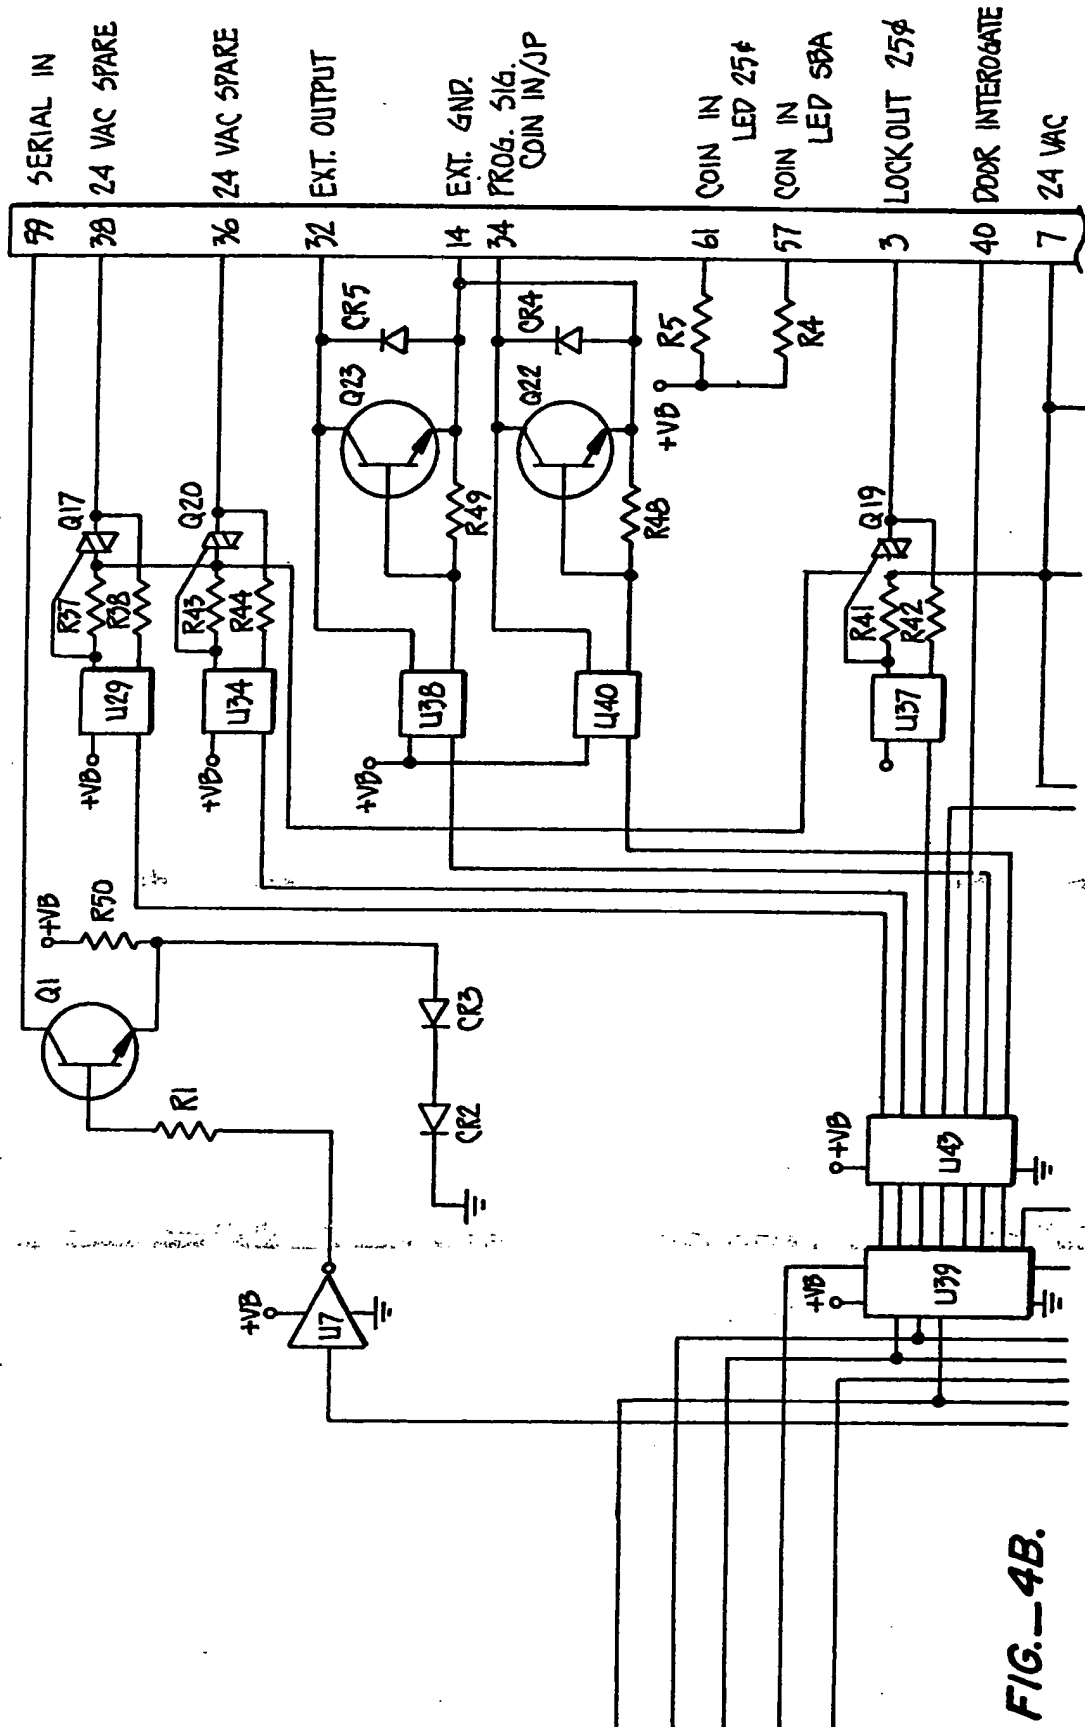 SERIAL IN
24 VAC SPARE
24 VAC SPARE
EXT. OUTPUT
EXT. GND.
PROG. SIG.
COIN IN/JP
COIN IN
LED 25¢
COIN IN
LED SBA
LOCKOUT 25¢
DOOR INTEROGATE
24 VAC
59
38
36
32
14
34
61
57
3
40
7
CR5
CR4
R5
R4
Q23
Q22
+VB
Q17
Q20
R49
R48
Q19
R37
R38
R43
R44
R41
R42
U29
U34
U38
U40
U37
+VB
+VB
+VB
+VB
R50
Q1
CR3
R1
CR2
+VB
U43
+VB
U7
+VB
U39
FIG._4B.